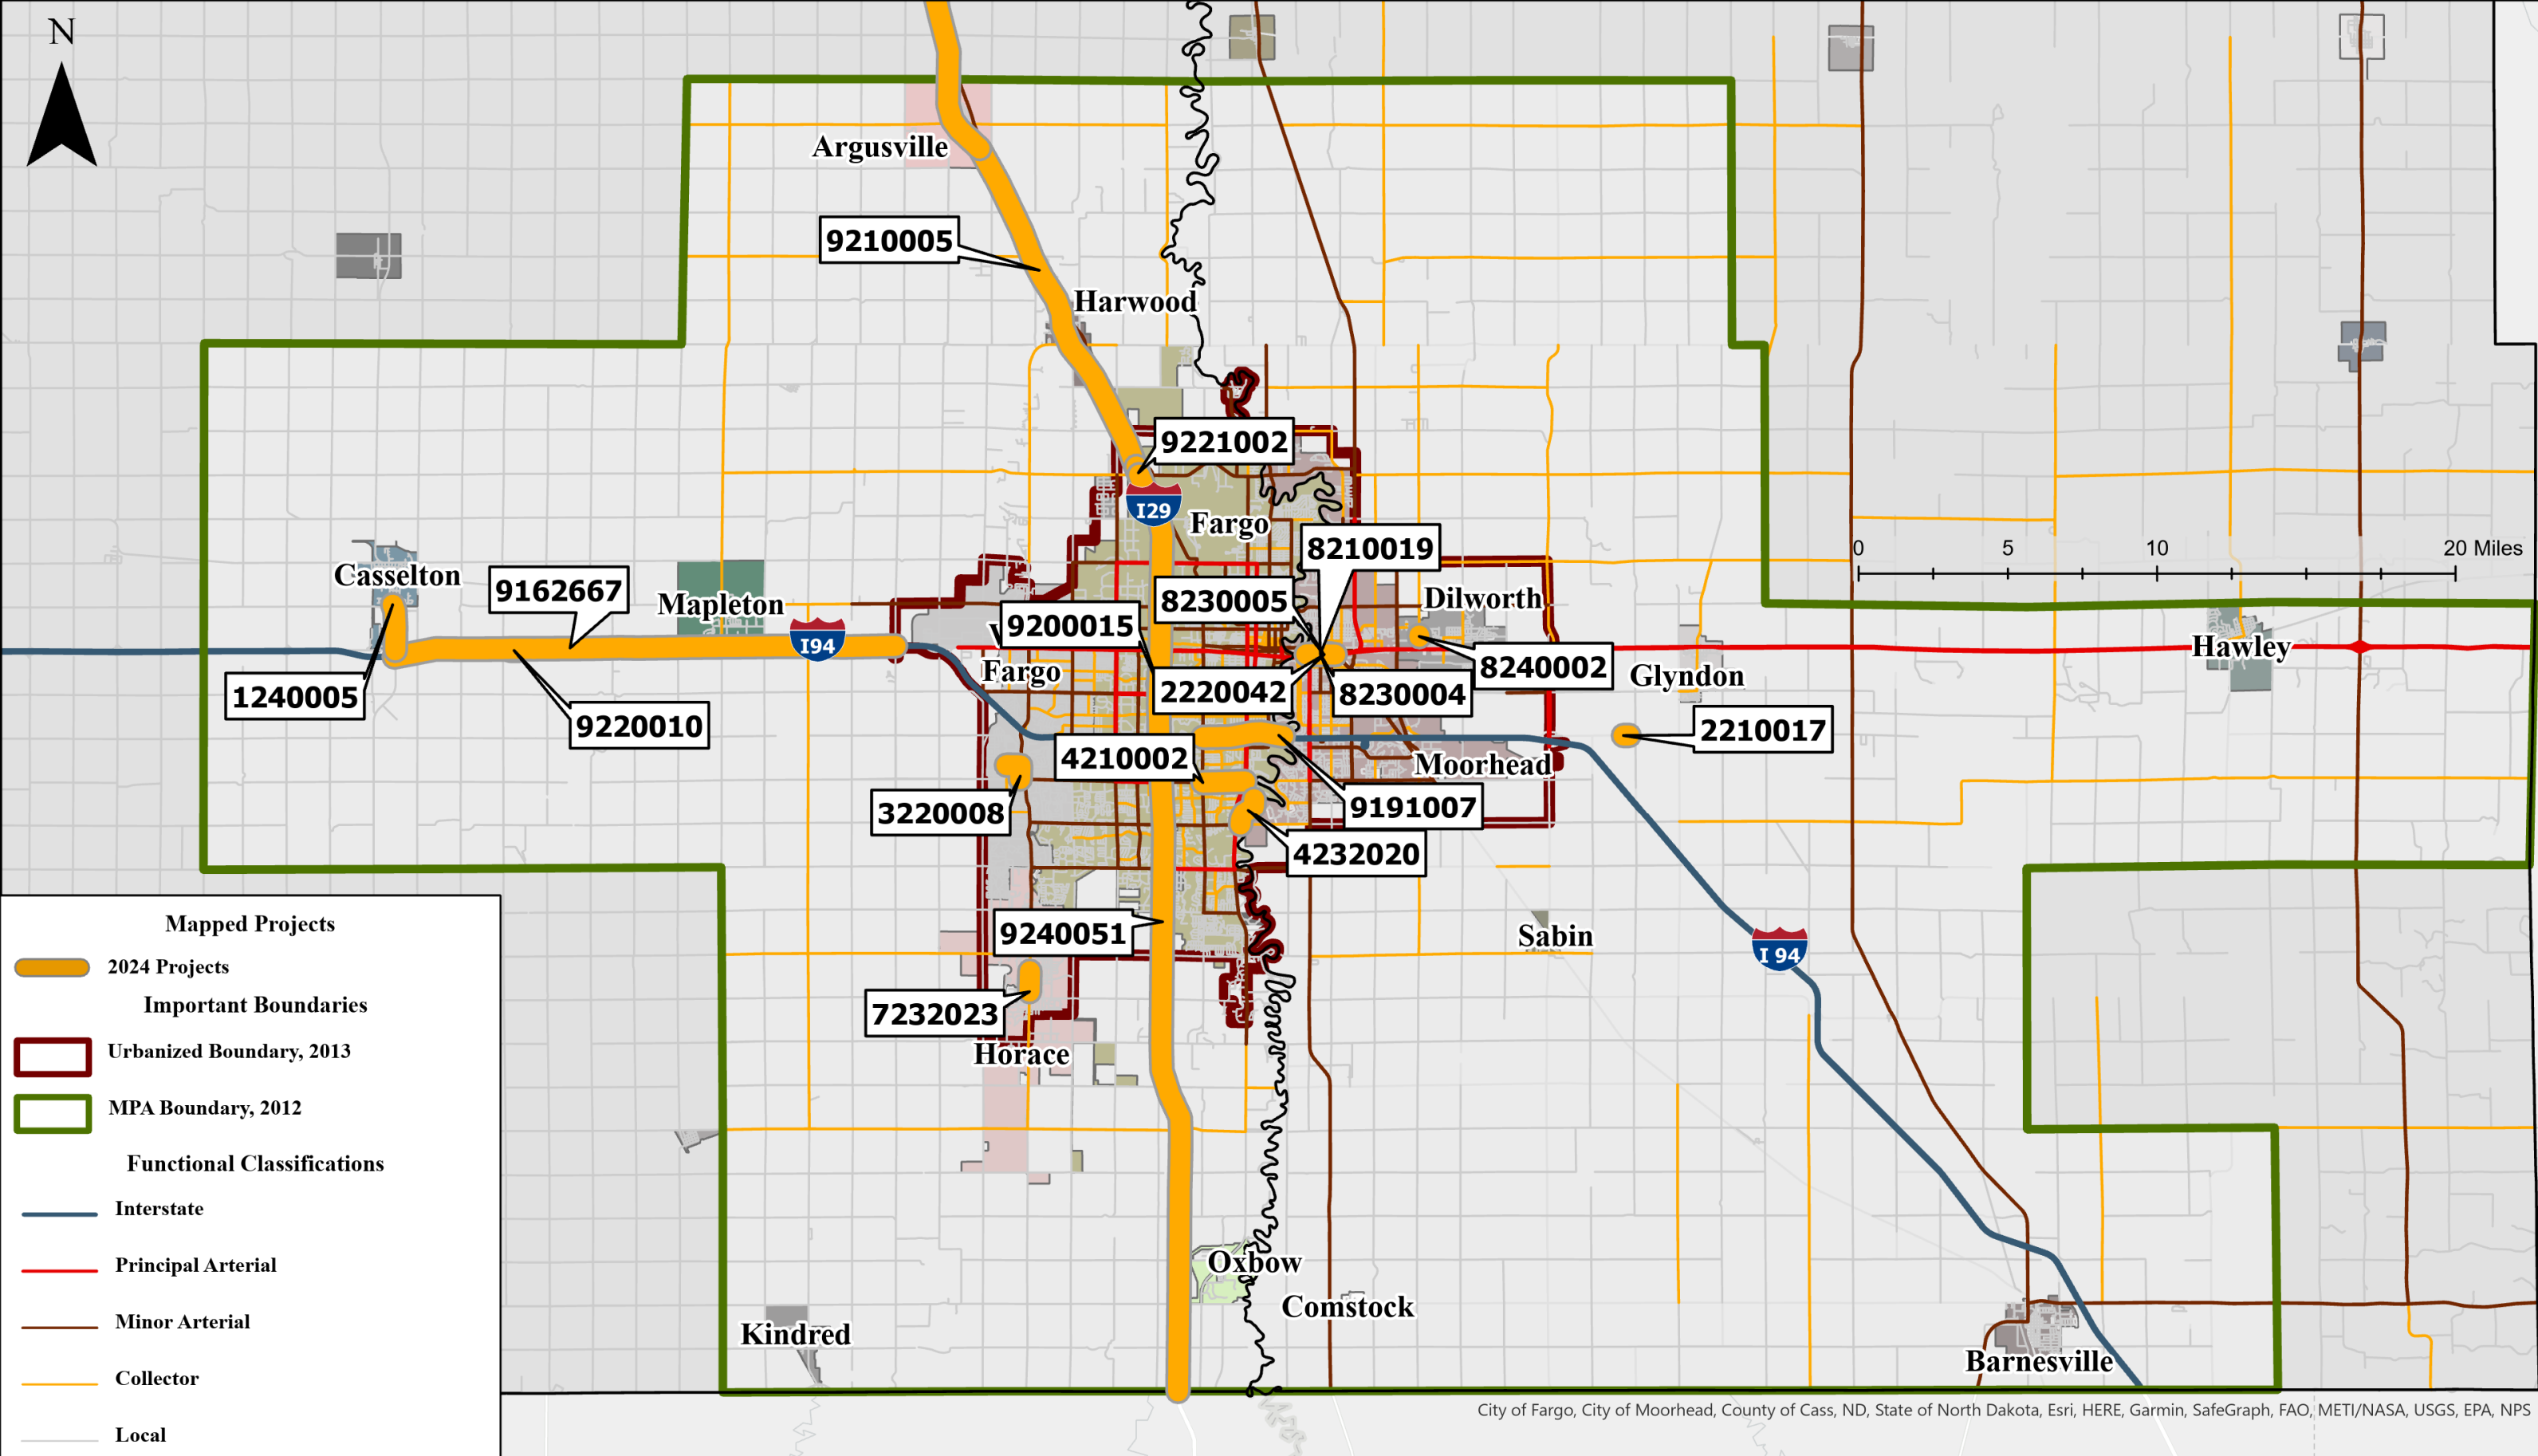 N
Argusville
9210005
Harwood
9221002
I29
Fargo
8210019
0 5 10 20 Miles
Casselton
9162667
Mapleton
8230005
Dilworth
9200015
I94
Fargo
8240002
Hawley
Glyndon
1240005
2220042
8230004
9220010
2210017
4210002
Moorhead
3220008
9191007
4232020
9240051
Sabin
I 94
7232023
Horace
Oxbow
Comstock
Kindred
Barnesville
Mapped Projects
2024 Projects
Important Boundaries
Urbanized Boundary, 2013
MPA Boundary, 2012
Functional Classifications
Interstate
Principal Arterial
Minor Arterial
Collector
Local
City of Fargo, City of Moorhead, County of Cass, ND, State of North Dakota, Esri, HERE, Garmin, SafeGraph, FAO, METI/NASA, USGS, EPA, NPS